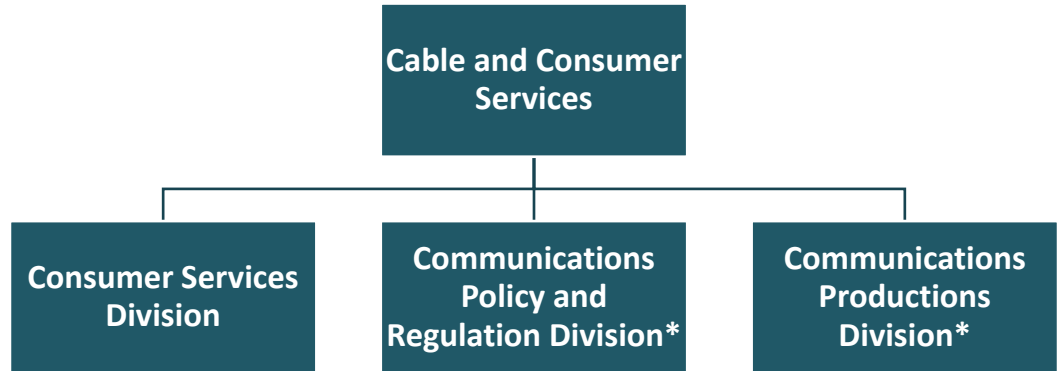 Cable and Consumer
Services
Consumer Services
Division
Communications
Policy and
Regulation Division*
Communications
Productions
Division*